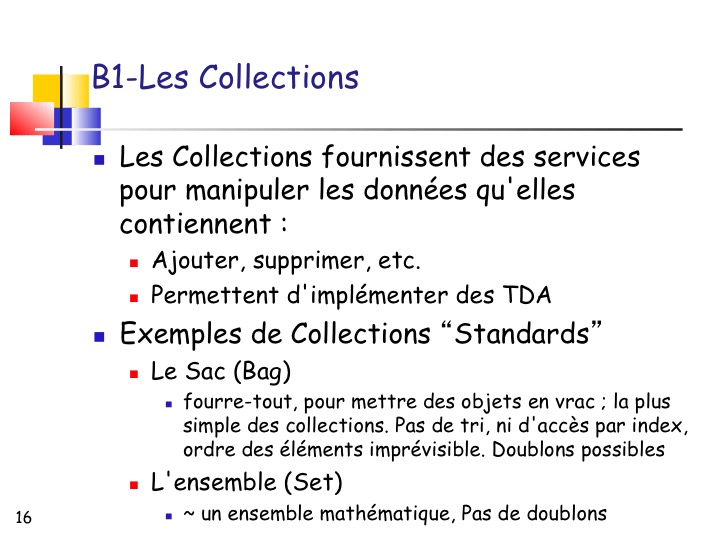 B1-Les Collections
Les Collections fournissent des services
pour manipuler les données qu'elles
contiennent :
Ajouter, supprimer, etc.
Permettent d'implémenter des TDA
Exemples de Collections “Standards”
Le Sac (Bag)
fourre-tout, pour mettre des objets en vrac ; la plus
simple des collections. Pas de tri, ni d'accès par index,
ordre des éléments imprévisible. Doublons possibles
L'ensemble (Set)
~ un ensemble mathématique, Pas de doublons
16